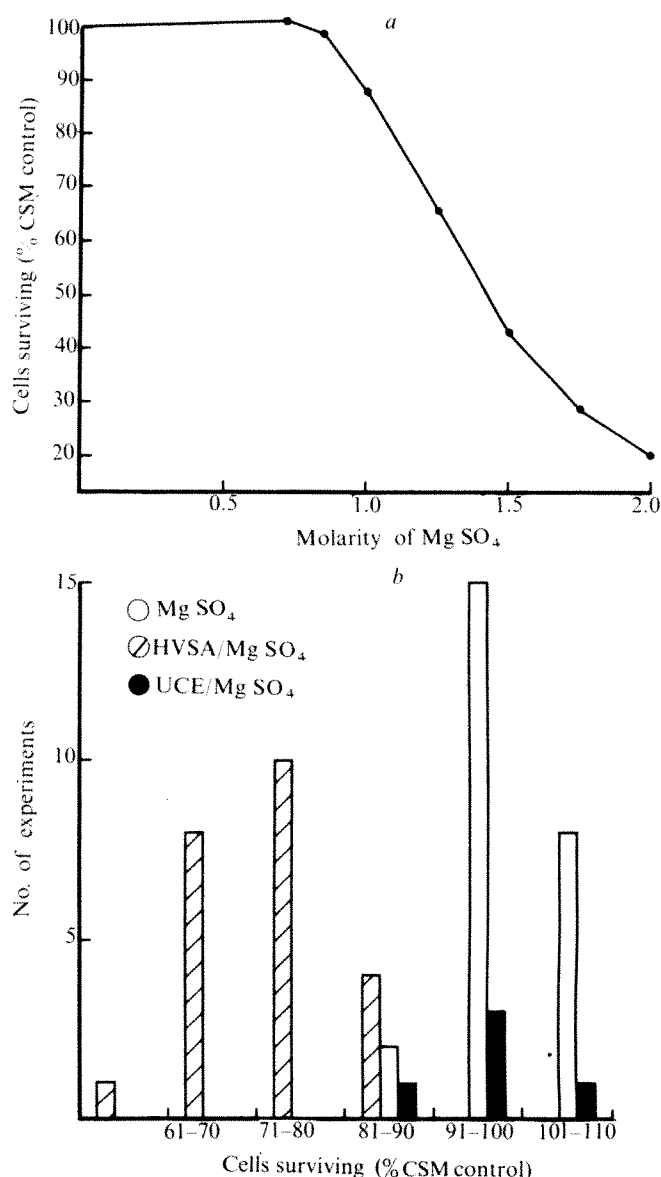 a
100
90
80
70
60
50
40
30
20
Cells surviving (% CSM control)
0.5 1.0 1.5 2.0
Molarity of Mg SO₄
b
15
10
5
No. of experiments
Mg SO₄
HVSA/Mg SO₄
UCE/Mg SO₄
61–70 71–80 81–90 91–100 101–110
Cells surviving (% CSM control)